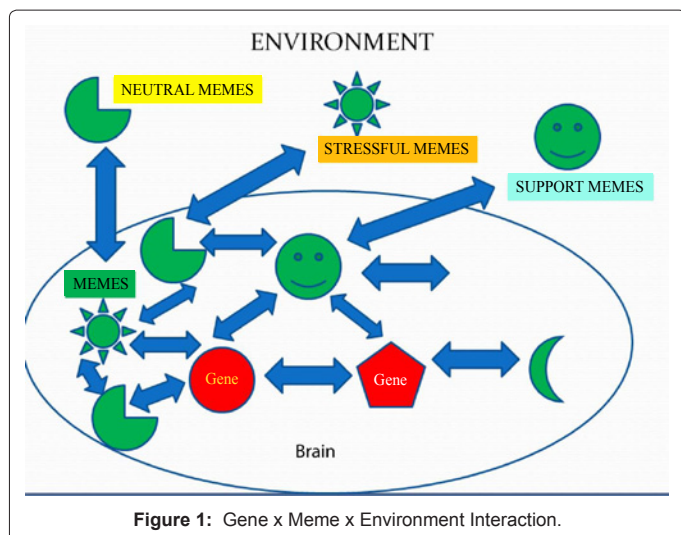 ENVIRONMENT
NEUTRAL MEMES
STRESSFUL MEMES
SUPPORT MEMES
MEMES
Gene
Gene
Brain
Figure 1: Gene x Meme x Environment Interaction.